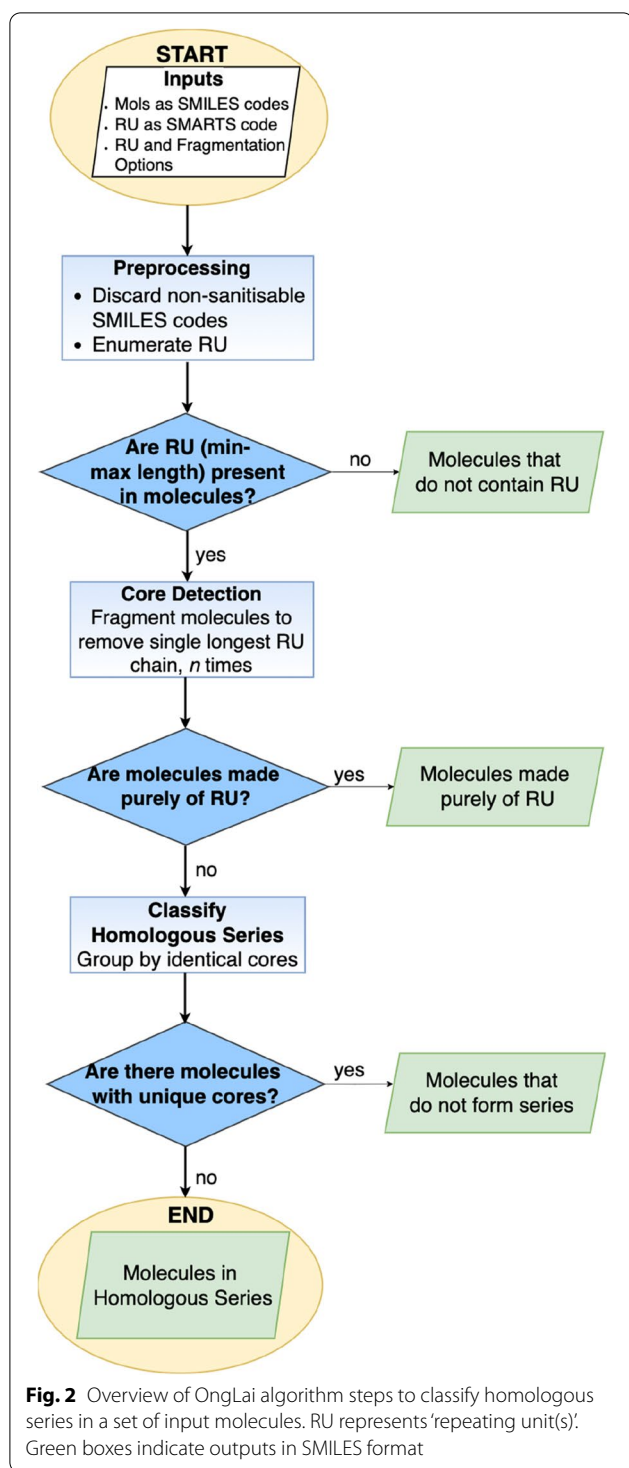 START
Inputs
. Mols as SMILES codes
. RU as SMARTS code
. RU and Fragmentation
Options
Preprocessing
• Discard non-sanitisable
SMILES codes
• Enumerate RU
Are RU (min-
max length) present
in molecules?
no
Molecules that
do not contain RU
yes
Core Detection
Fragment molecules to
remove single longest RU
chain, n times
Are molecules made
purely of RU?
yes
Molecules made
purely of RU
no
Classify
Homologous Series
Group by identical cores
Are there molecules
with unique cores?
yes
Molecules that
do not form series
no
END
Molecules in
Homologous Series
Fig. 2 Overview of OngLai algorithm steps to classify homologous
series in a set of input molecules. RU represents ‘repeating unit(s)’.
Green boxes indicate outputs in SMILES format